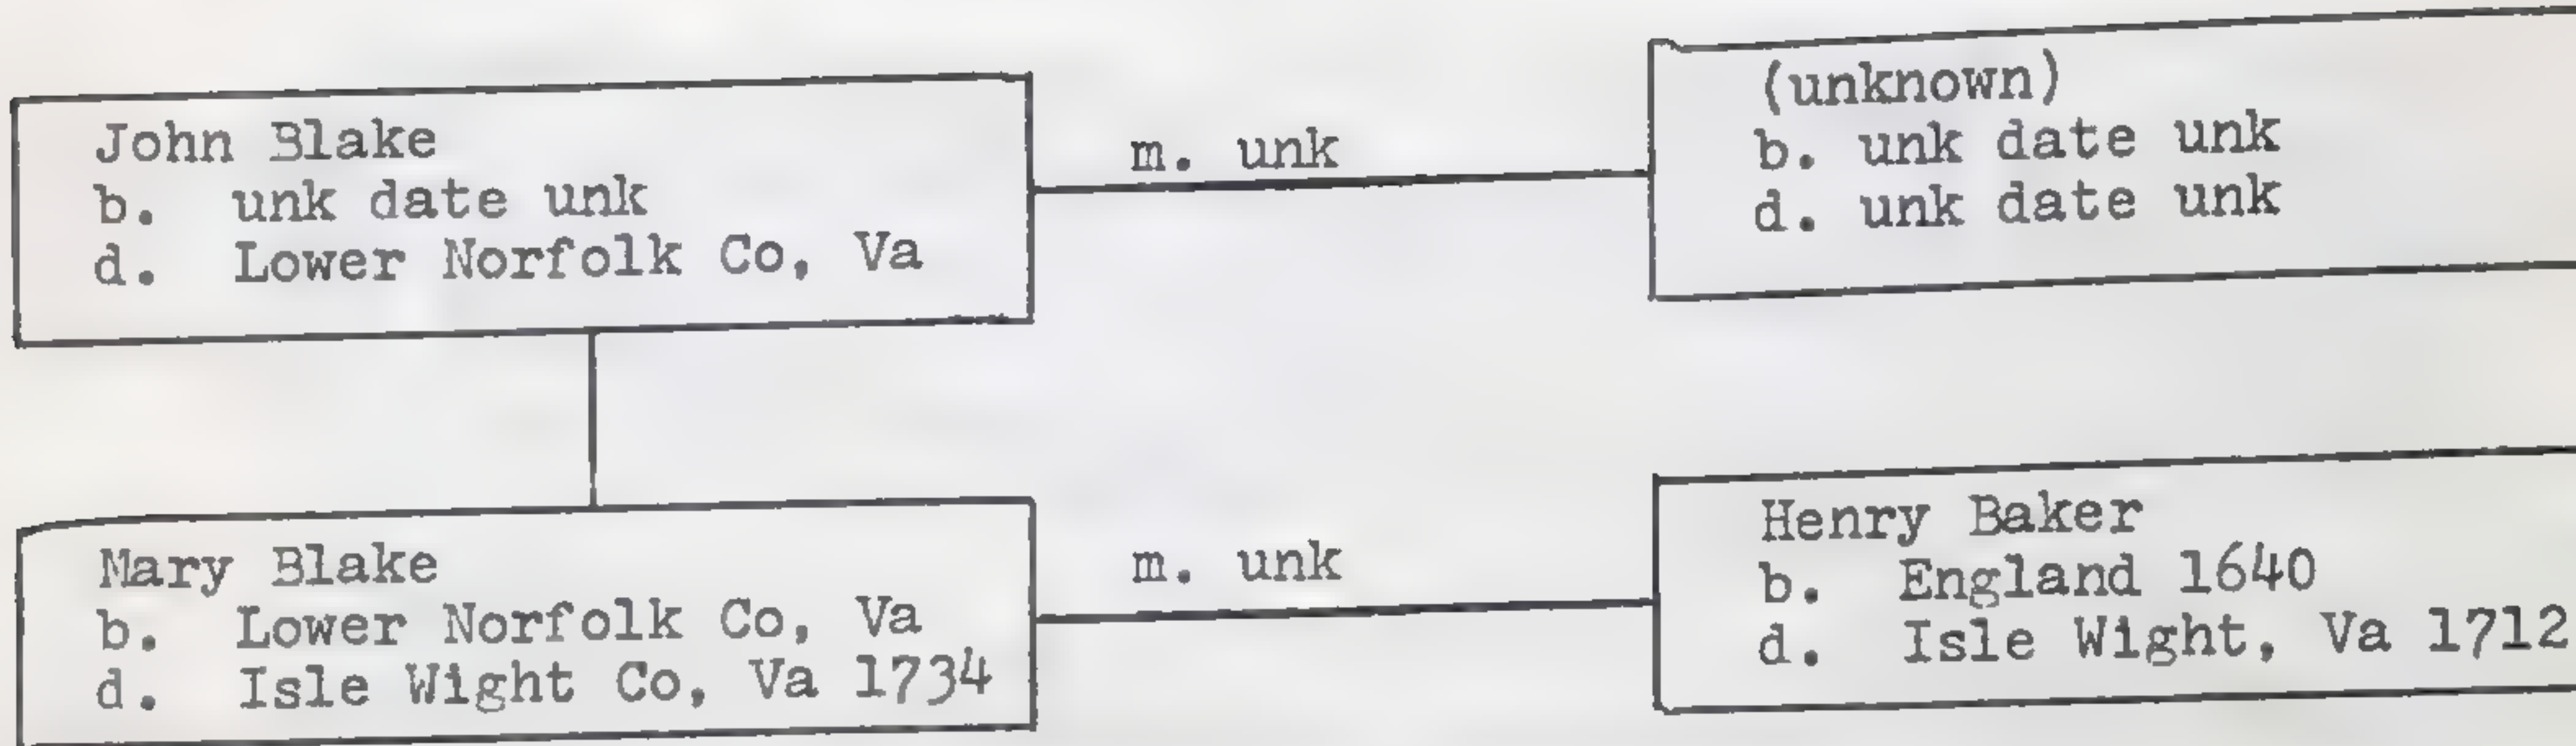 John Blake
b. unk date unk
d. Lower Norfolk Co, Va
m. unk
(unknown)
b. unk date unk
d. unk date unk
Mary Blake
b. Lower Norfolk Co, Va
d. Isle Wight Co, Va 1734
m. unk
Henry Baker
b. England 1640
d. Isle Wight, Va 1712